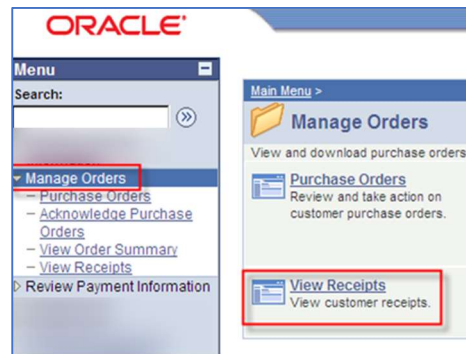 ORACLE®
Menu
Search:
Manage Orders
Purchase Orders
Acknowledge Purchase
Orders
View Order Summary
View Receipts
Review Payment Information
Main Menu >
Manage Orders
View and download purchase orders
Purchase Orders
Review and take action on
customer purchase orders.
View Receipts
View customer receipts.